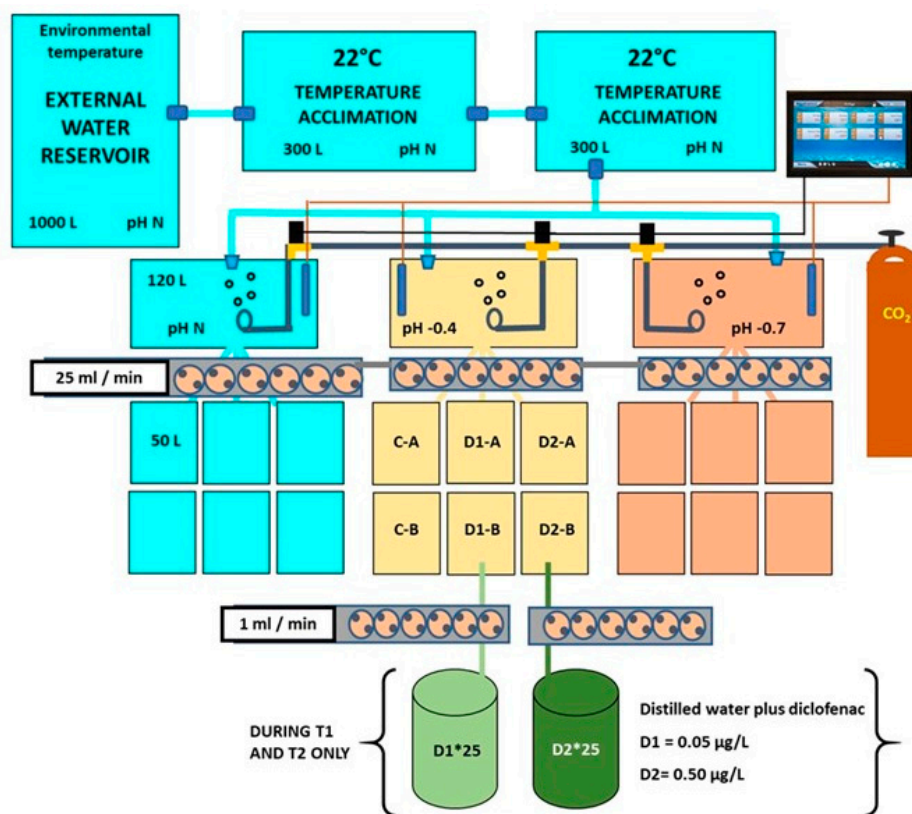 Environmental
temperature
EXTERNAL
WATER
RESERVOIR
1000 L pH N
22°C
TEMPERATURE
ACCLIMATION
300 L pH N
22°C
TEMPERATURE
ACCLIMATION
300 L pH N
120 L
pH N
pH -0.4
pH -0.7
CO2
25 ml / min
50 L
C-A D1-A D2-A
C-B D1-B D2-B
1 ml / min
DURING T1
AND T2 ONLY
D1*25
D2*25
Distilled water plus diclofenac
D1 = 0.05 µg/L
D2= 0.50 µg/L